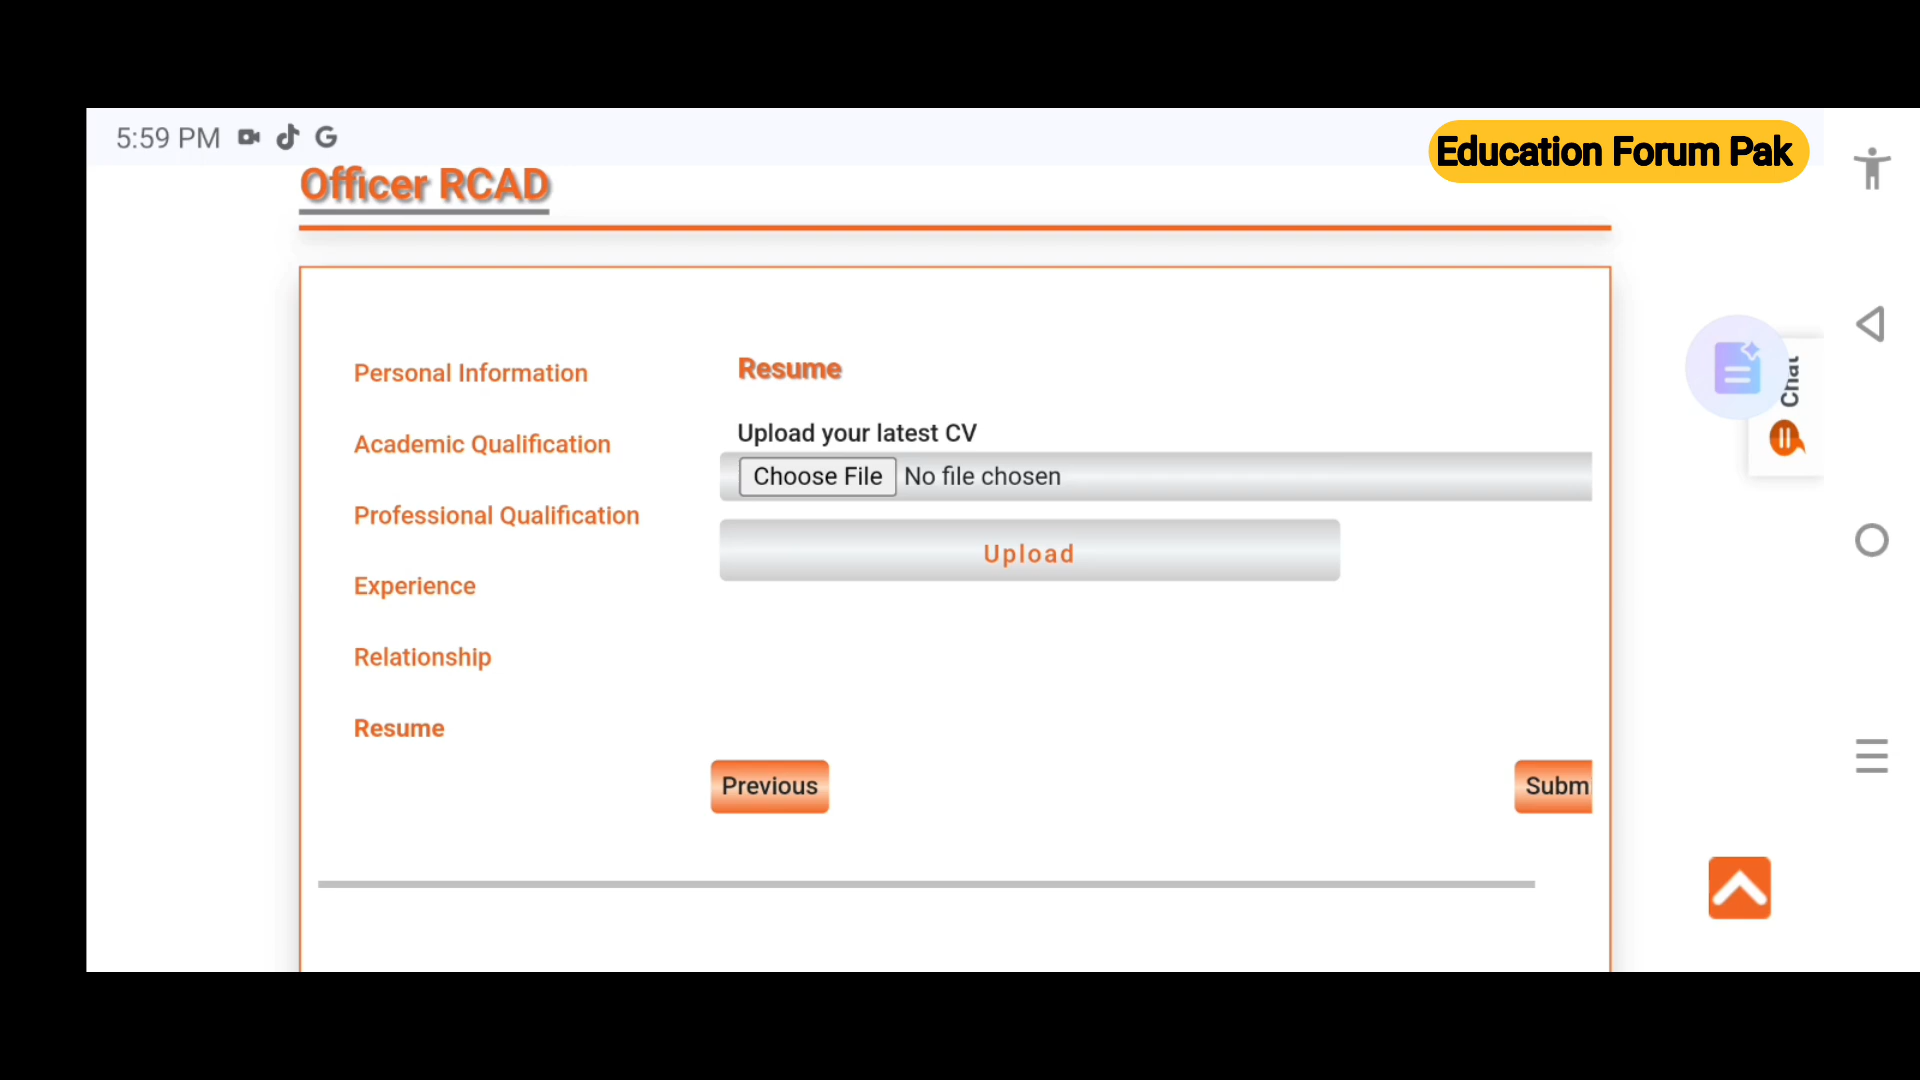 5:59 PM
Education Forum Pak
Officer RCAD
Personal Information
Academic Qualification
Professional Qualification
Experience
Relationship
Resume
Resume
Upload your latest CV
Choose File No file chosen
Upload
Previous
Subm
Chat